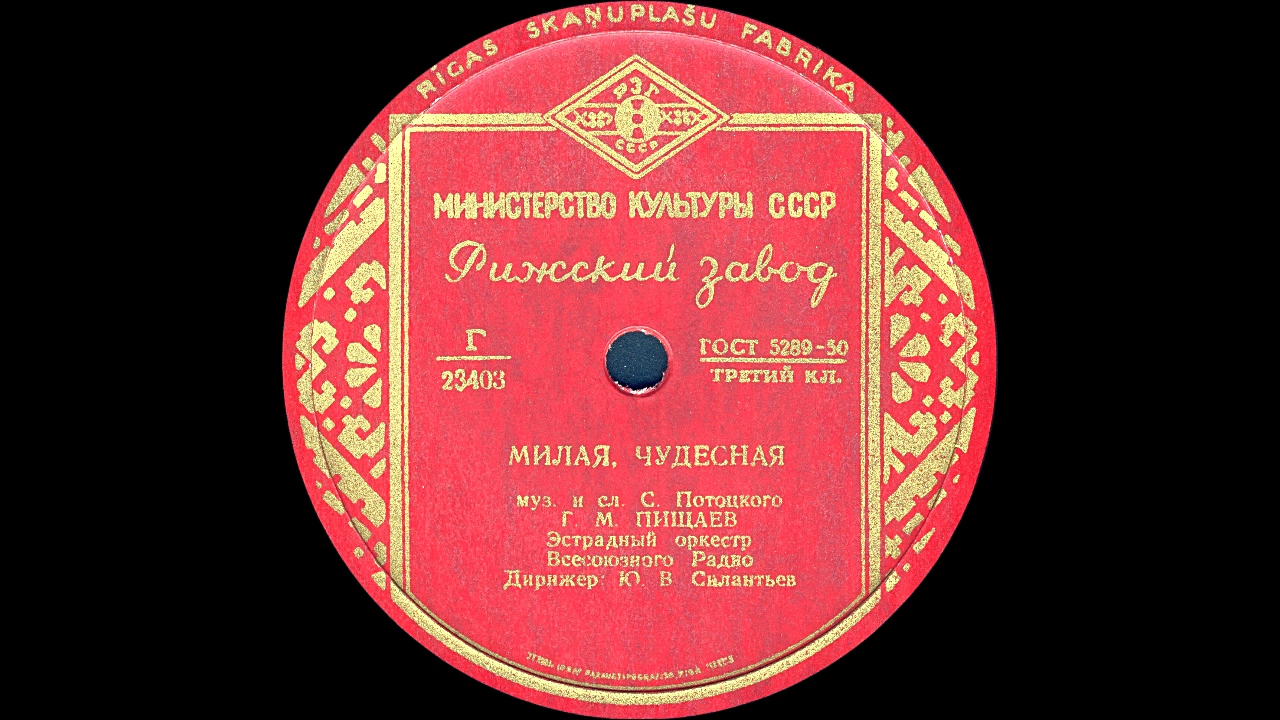 RĪGAS SKAŅUPLAŠU FABRIKA
РЗГ
СССР
МИНИСТЕРСТВО КУЛЬТУРЫ СССР
Рижский завод
Г
23403
ГОСТ 5289-50
ТРЕТИЙ КЛ.
МИЛАЯ, ЧУДЕСНАЯ
муз. и сл. С. Потоцкого
Г. М. ПИЩАЕВ
Эстрадный оркестр
Всесоюзного Радио
Дирижер: Ю. В Силантьев